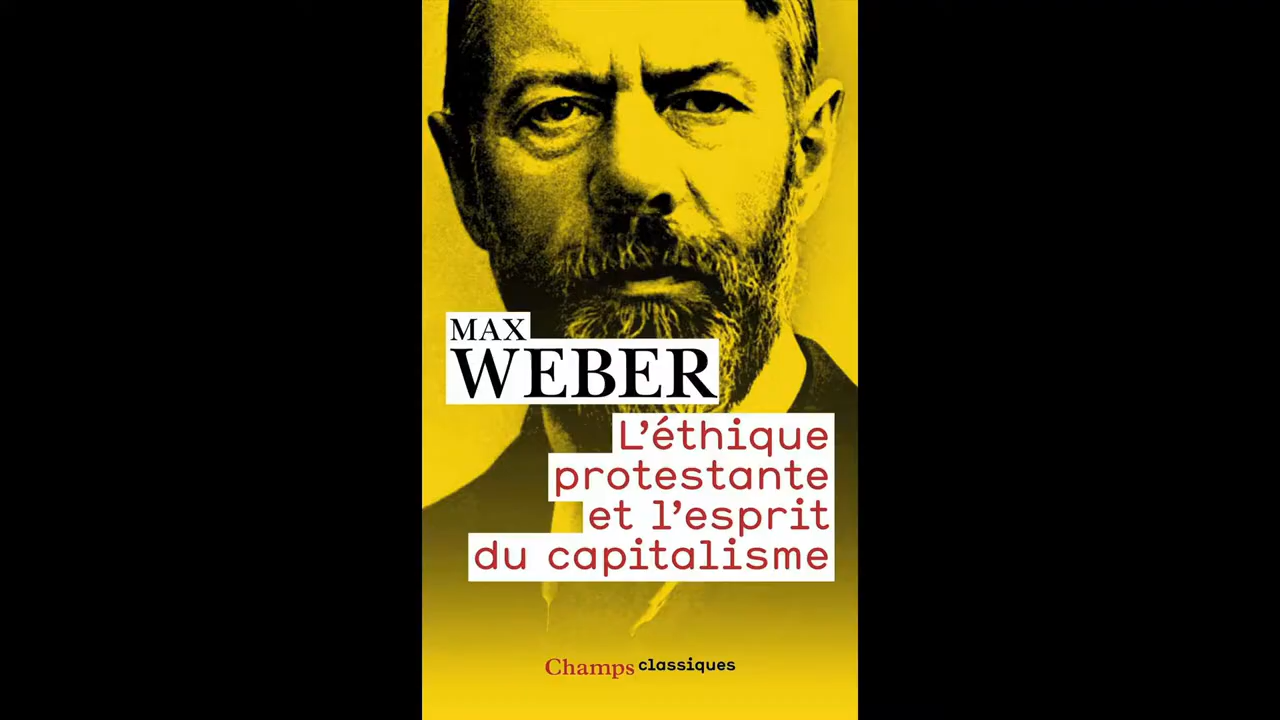 MAX
WEBER
L'éthique
protestante
et l'esprit
du capitalisme
Champs classiques